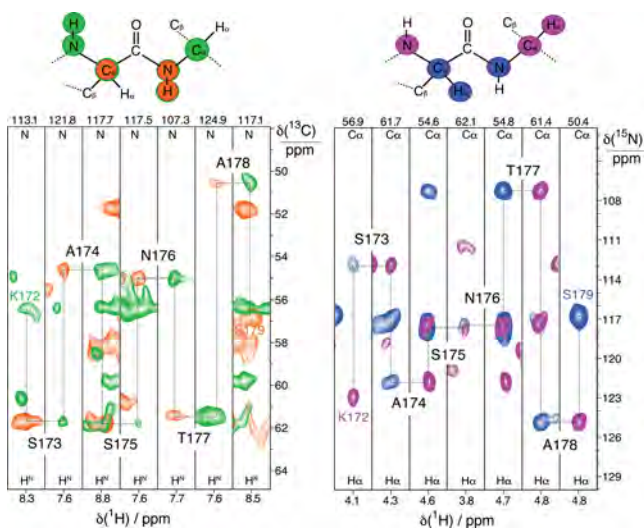 H
N
Cβ
O
C
N
H
Cβ
Hα
Cα
Hα
H
N
Cβ
O
C
Hα
N
H
Cα
Hα
113.1 121.8 117.7 117.5 107.3 124.9 117.1
N N N N N N N
δ(¹³C)
ppm
A178
50
52
A174
N176
54
K172
56
S179
58
60
62
S173
S175
T177
64
Hᴺ Hᴺ Hᴺ Hᴺ Hᴺ Hᴺ Hᴺ
8.3 7.6 8.8 7.6 7.7 7.6 8.5
δ(¹H) / ppm
56.9 61.7 54.6 62.1 54.8 61.4 50.4
Cα Cα Cα Cα Cα Cα Cα
δ(¹⁵N)
ppm
T177
108
S173
111
114
N176
S179
117
S175
120
A174
K172
123
A178
126
129
Hα Hα Hα Hα Hα Hα Hα
4.1 4.3 4.6 3.8 4.7 4.8 4.8
δ(¹H) / ppm